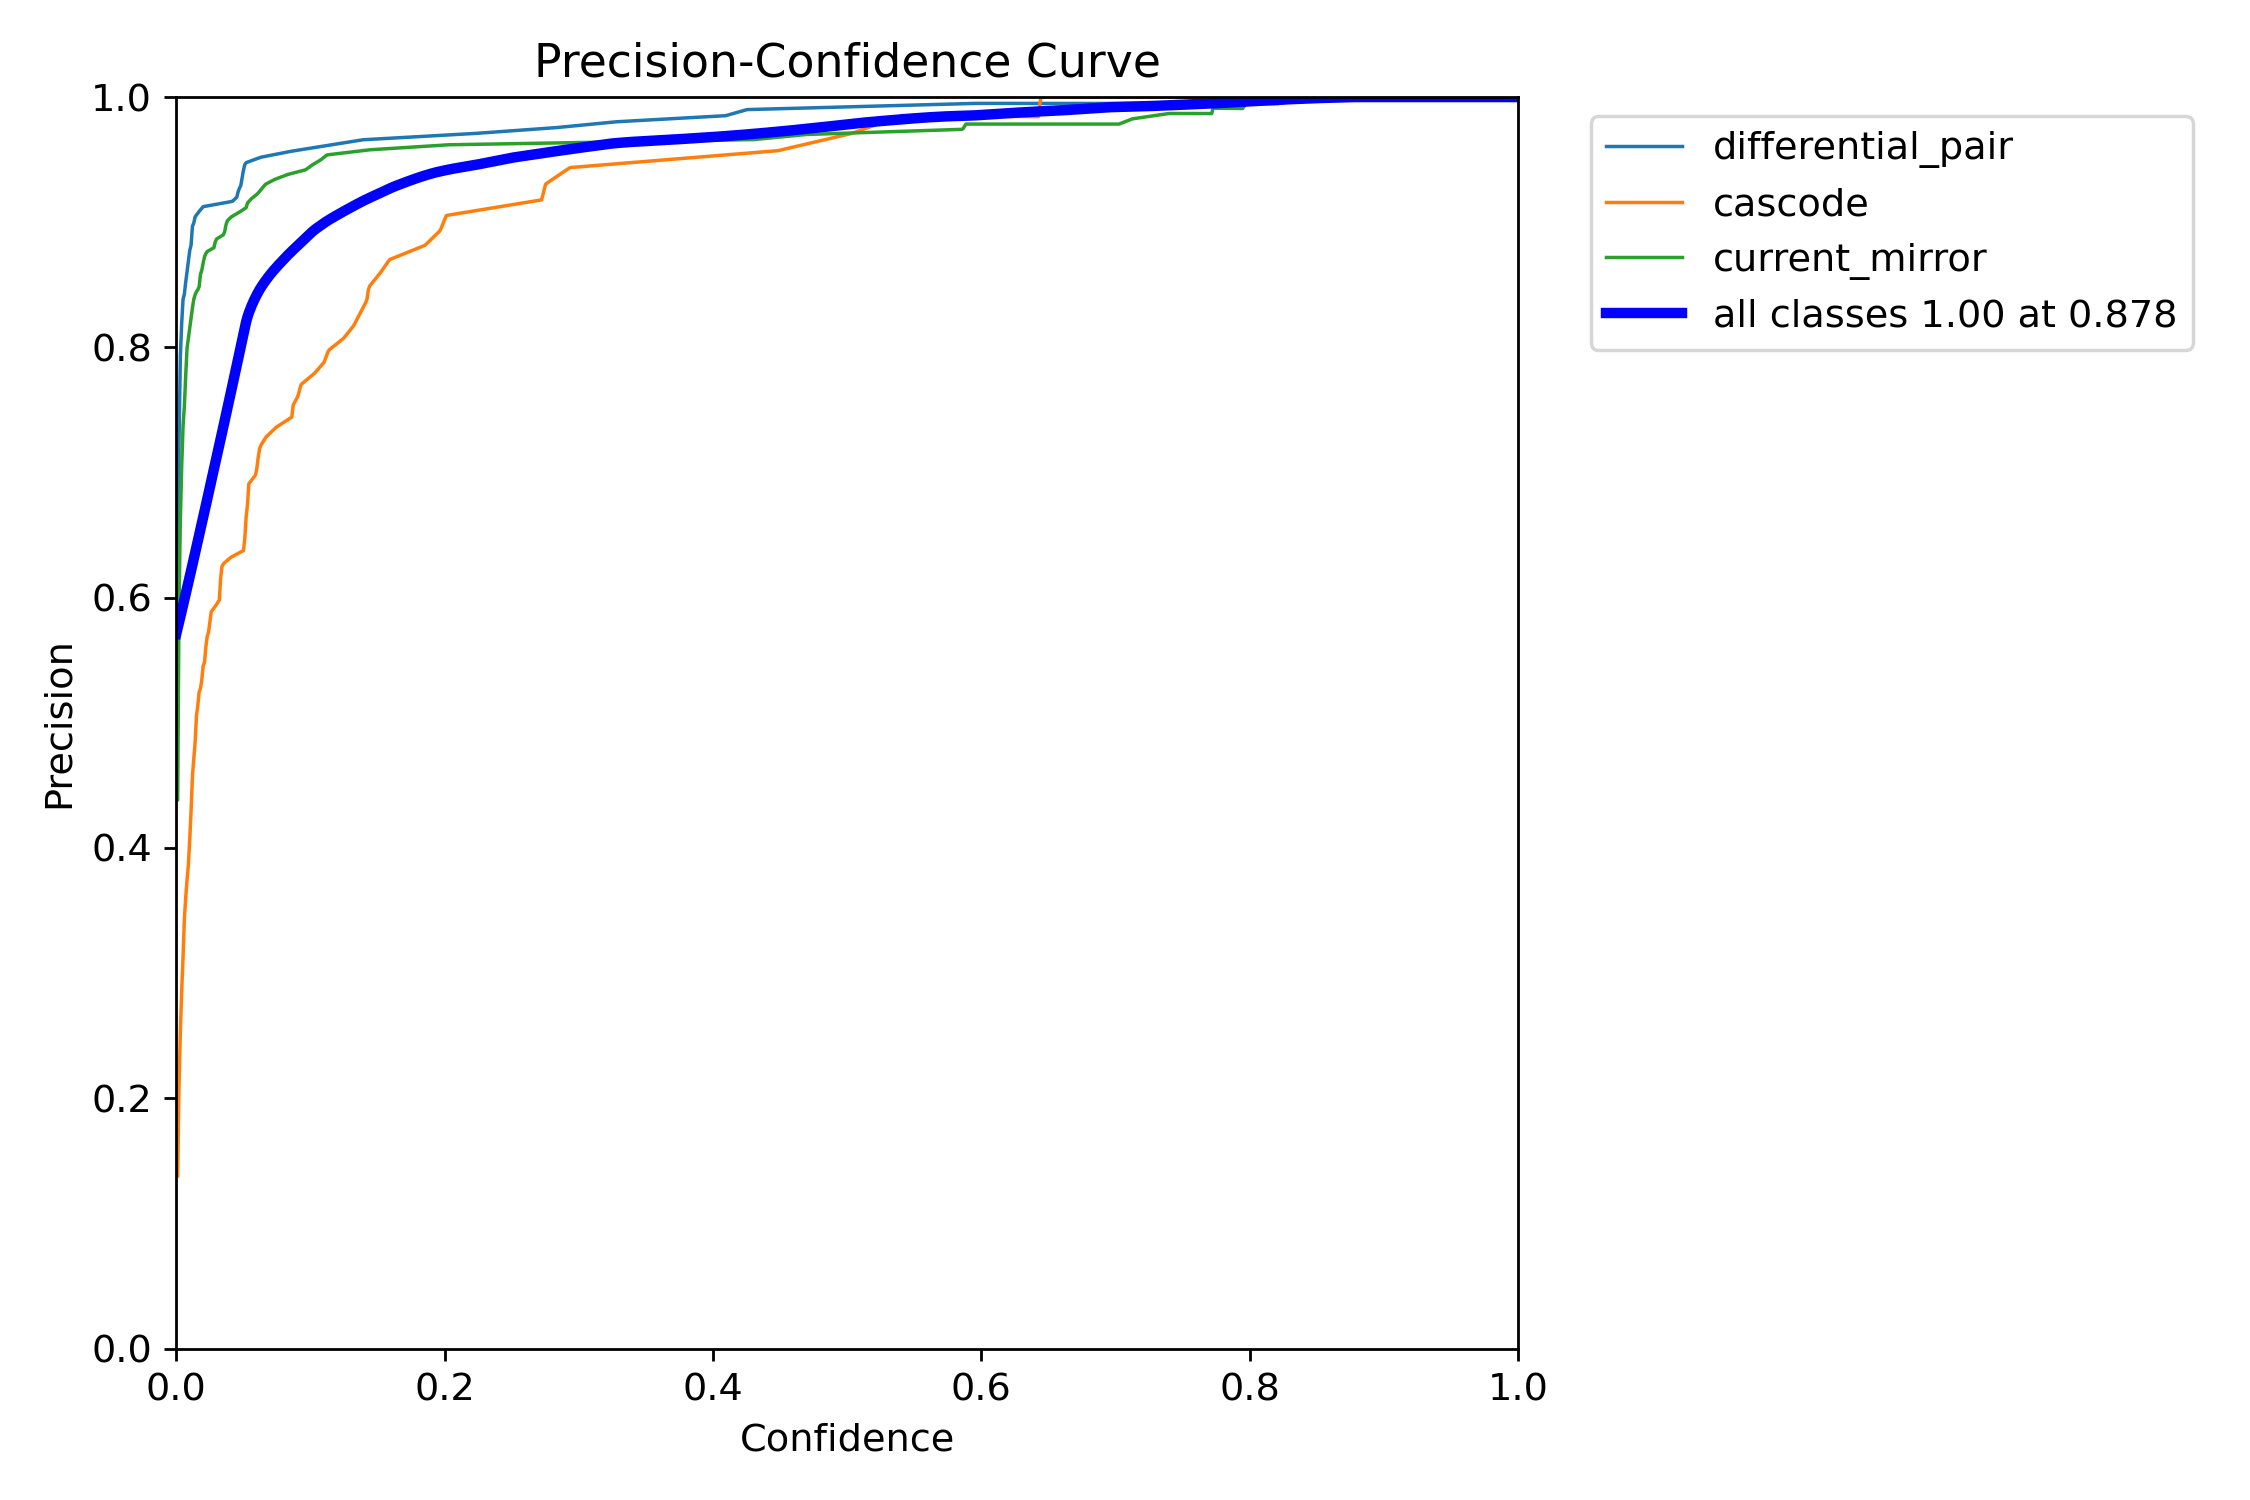 Precision-Confidence Curve
1.0
0.8
0.6
0.4
0.2
0.0
Precision
0.0 0.2 0.4 0.6 0.8 1.0
Confidence
differential_pair
cascode
current_mirror
all classes 1.00 at 0.878